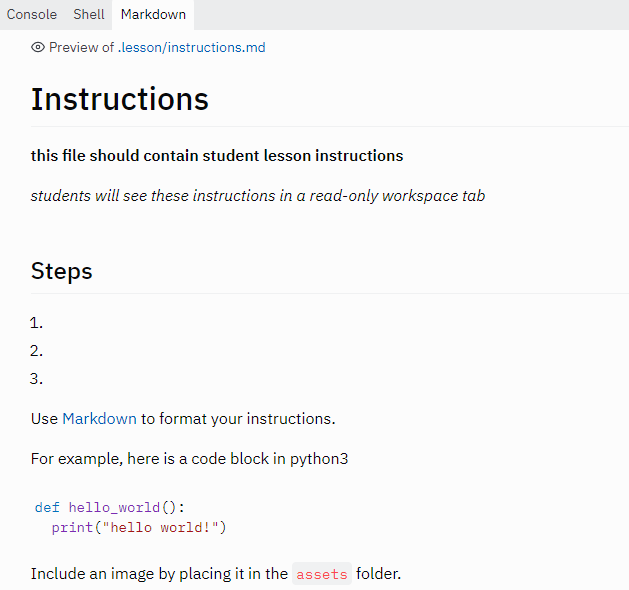 Console Shell Markdown
Preview of .lesson/instructions.md
Instructions
this file should contain student lesson instructions
students will see these instructions in a read-only workspace tab
Steps
1.
2.
3.
Use Markdown to format your instructions.
For example, here is a code block in python3
def hello_world():
  print("hello world!")
Include an image by placing it in the assets folder.